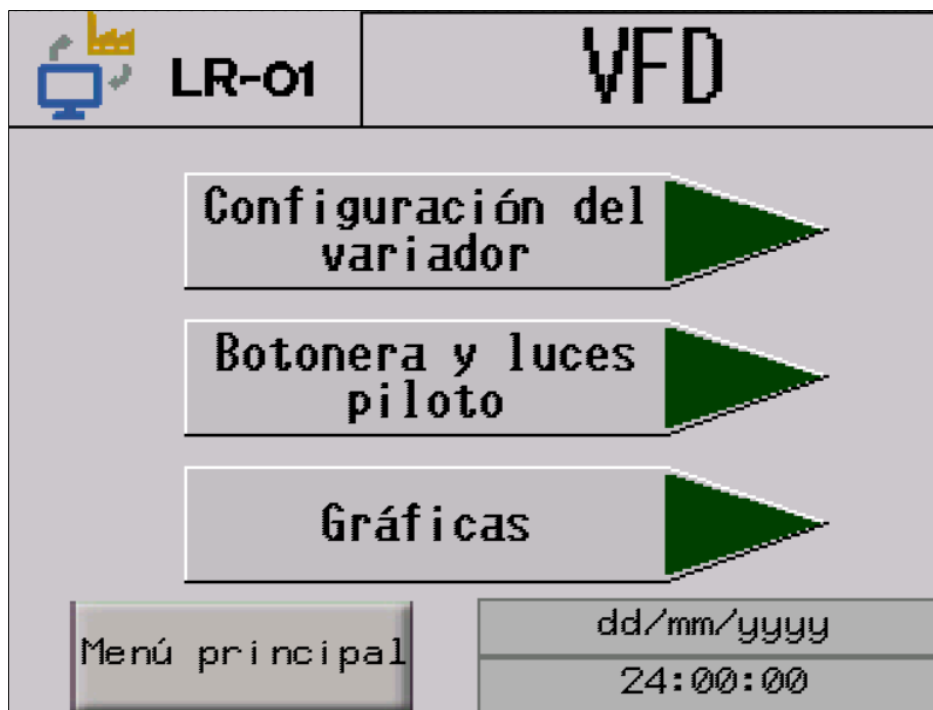 LR-01
VFD
Configuración del
variador
Botonera y luces
piloto
Gráficas
Menú principal
dd/mm/yyyy
24:00:00